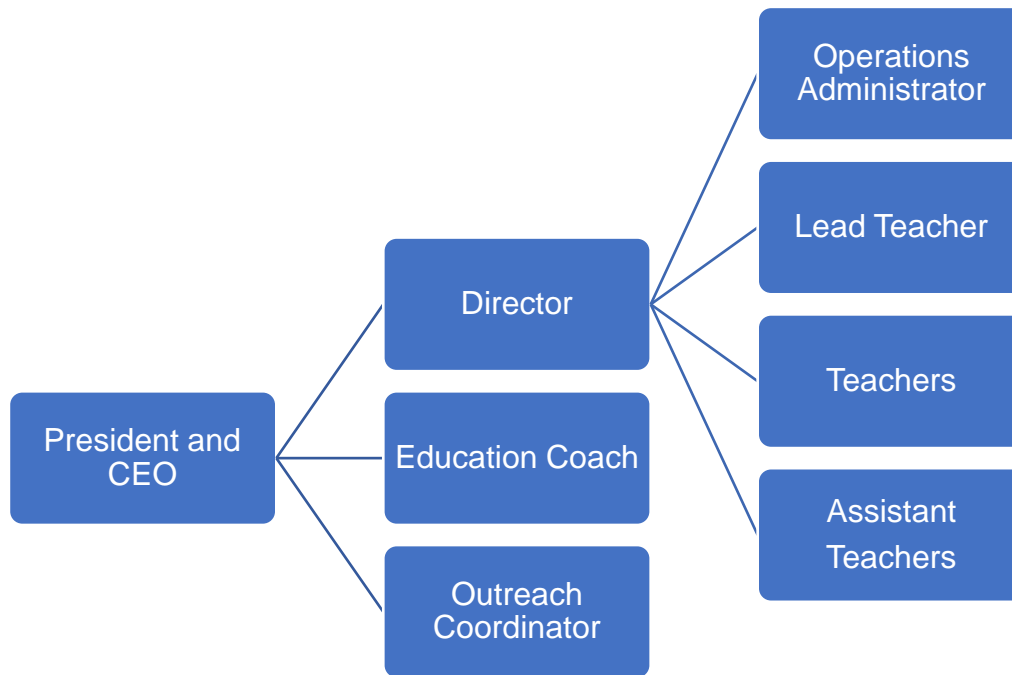 President and
CEO
Director
Education Coach
Outreach
Coordinator
Operations
Administrator
Lead Teacher
Teachers
Assistant
Teachers